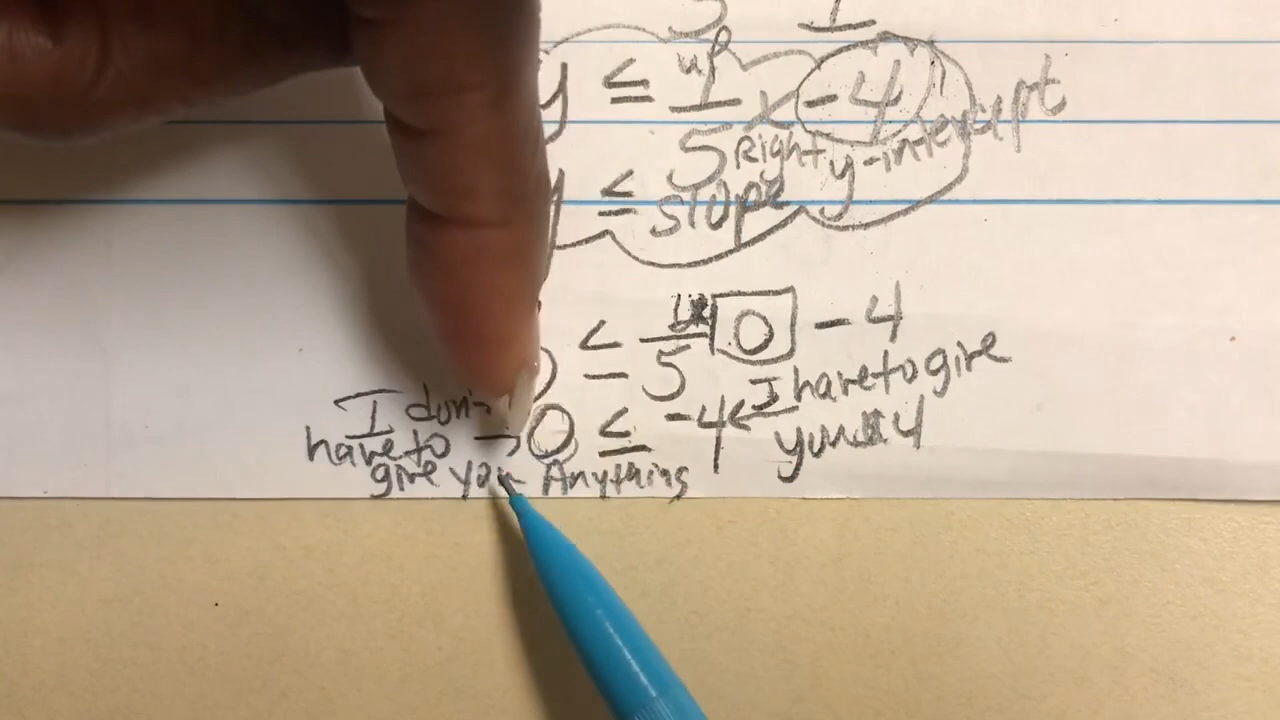 5 1
y ≤ up 1/5 x - 4
Right y-intercept
y ≤ slope
≤ /5 0 - 4
I have to give
I don't 0 ≤ -4 ← you 4
have to →
give you Anything